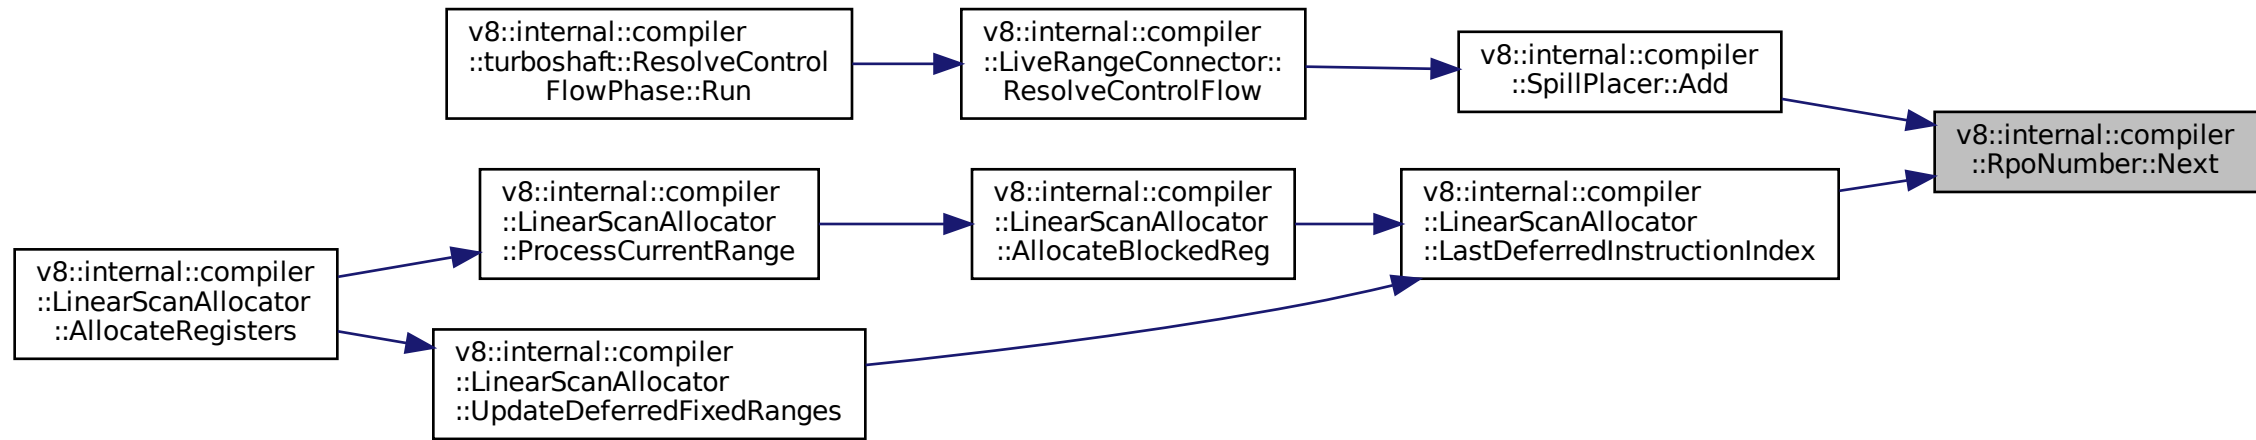 v8::internal::compiler
::turboshaft::ResolveControl
FlowPhase::Run
v8::internal::compiler
::LiveRangeConnector::
ResolveControlFlow
v8::internal::compiler
::SpillPlacer::Add
v8::internal::compiler
::RpoNumber::Next
v8::internal::compiler
::LinearScanAllocator
::ProcessCurrentRange
v8::internal::compiler
::LinearScanAllocator
::AllocateBlockedReg
v8::internal::compiler
::LinearScanAllocator
::LastDeferredInstructionIndex
v8::internal::compiler
::LinearScanAllocator
::AllocateRegisters
v8::internal::compiler
::LinearScanAllocator
::UpdateDeferredFixedRanges